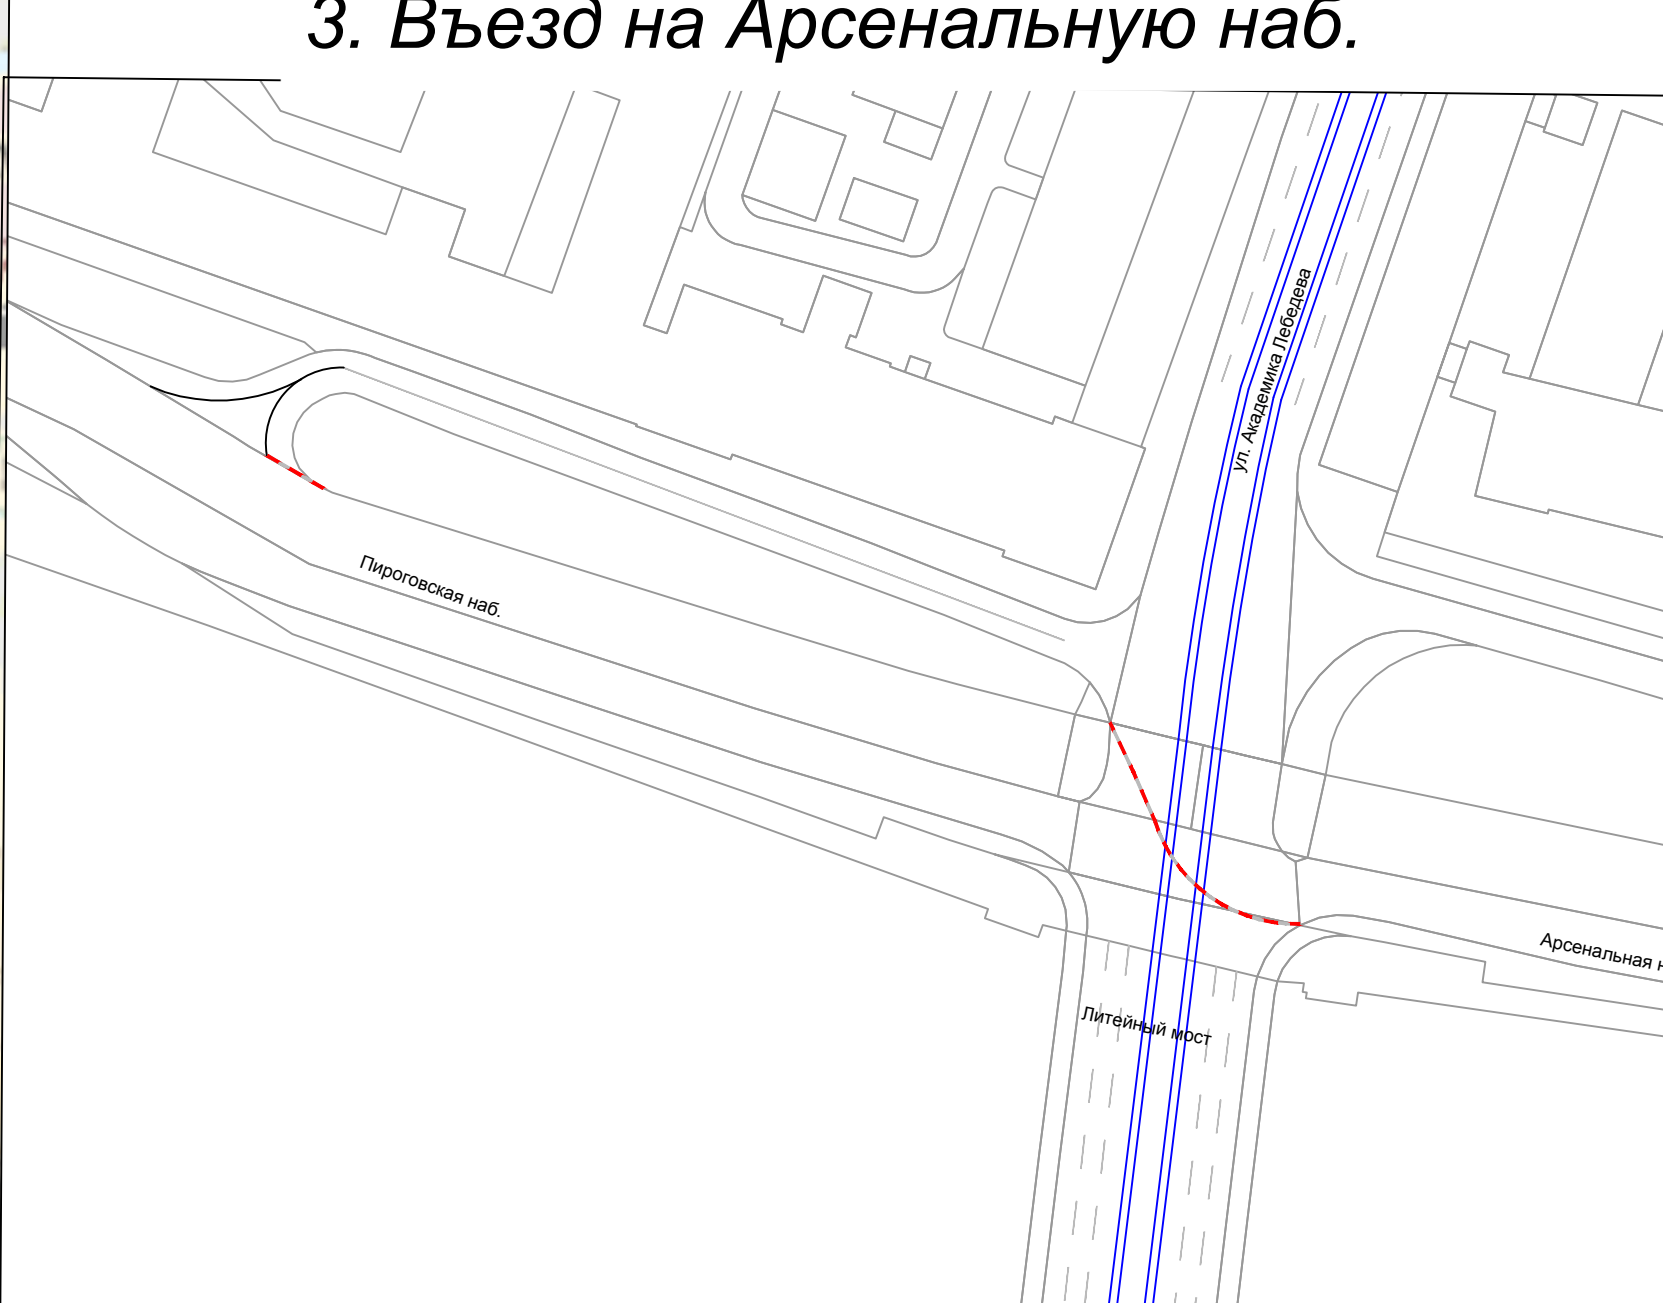 3. Въезд на Арсенальную наб.
ул. Академика Лебедева
Пироговская наб.
Арсенальная н
Литейный мост